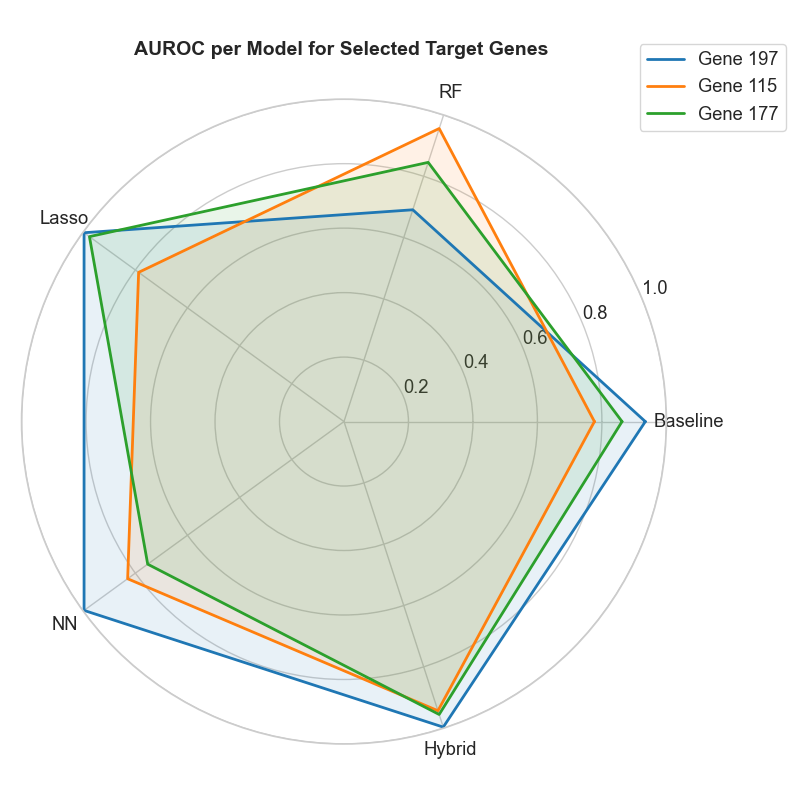 AUROC per Model for Selected Target Genes
Gene 197
Gene 115
Gene 177
RF
Lasso
1.0
0.8
0.6
0.4
0.2
Baseline
NN
Hybrid